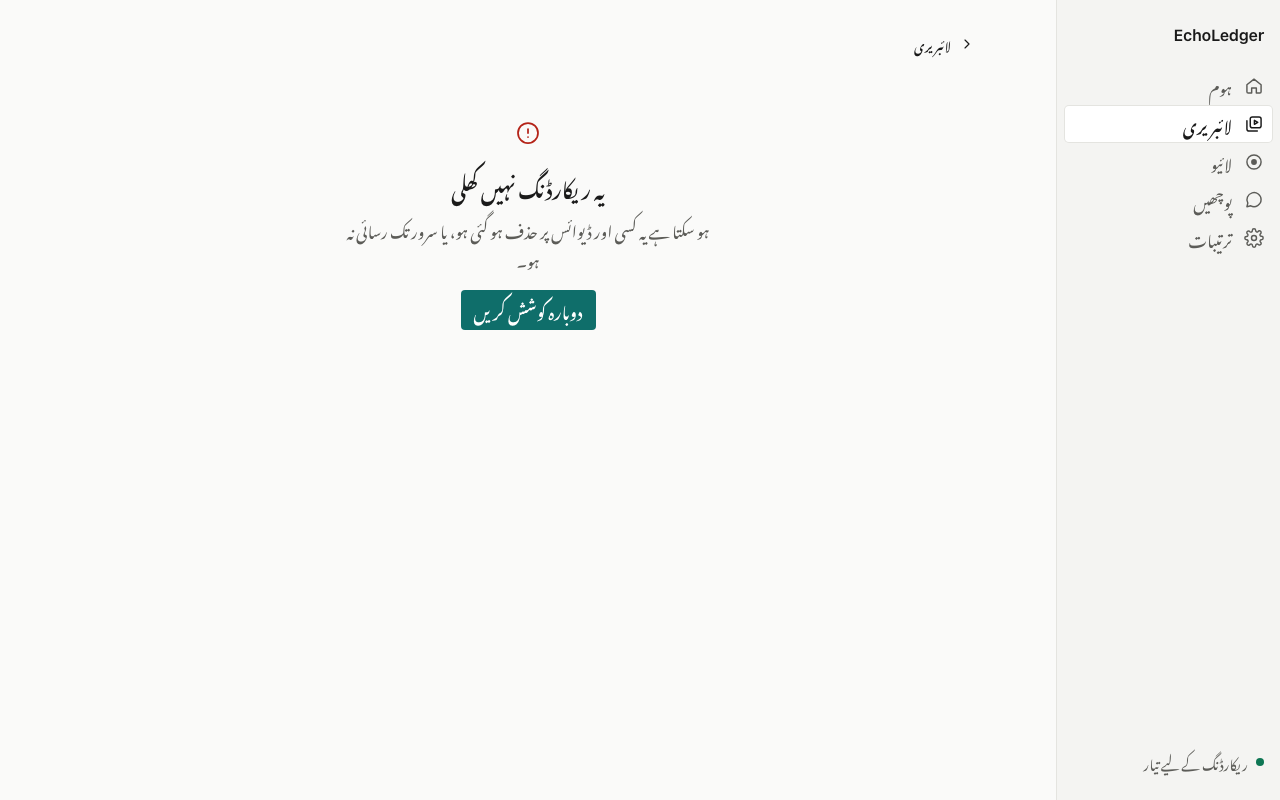 EchoLedger
ہوم
لائبریری
لائیو
پوچھیں
ترتیبات
ریکارڈنگ کے لیے تیار
لائبریری
یہ ریکارڈنگ نہیں کھلی
ہو سکتا ہے یہ کسی اور ڈیوائس پر حذف ہو گئی ہو، یا سرور تک رسائی نہ
ہو۔
دوبارہ کوشش کریں